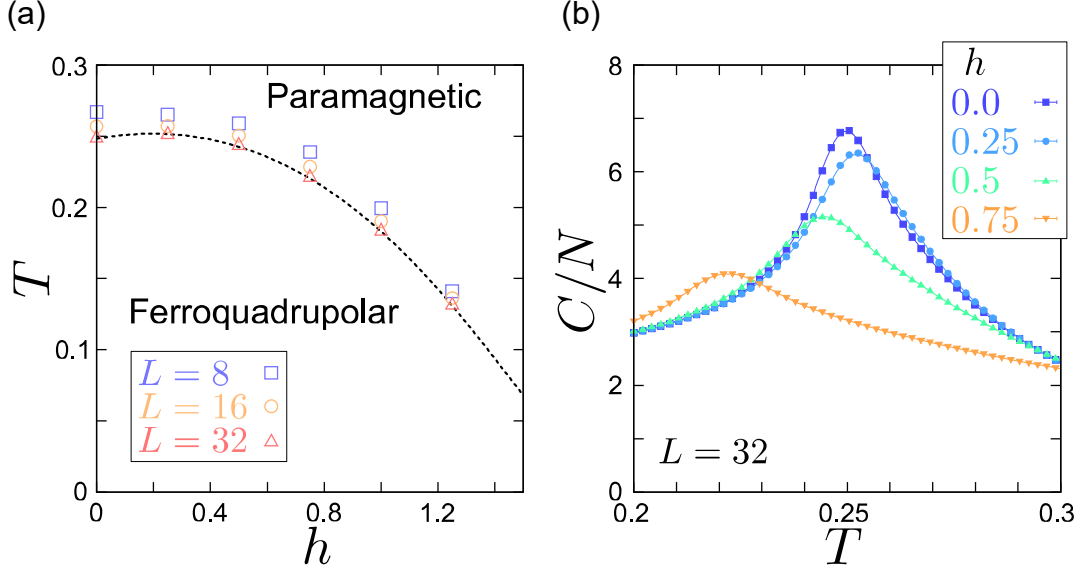 (a)
0.3
0.2
0.1
0
T
Paramagnetic
Ferroquadrupolar
L = 8
L = 16
L = 32
0 0.4 0.8 1.2
h
(b)
8
6
4
2
0
C/N
h
0.0
0.25
0.5
0.75
L = 32
0.2 0.25 0.3
T